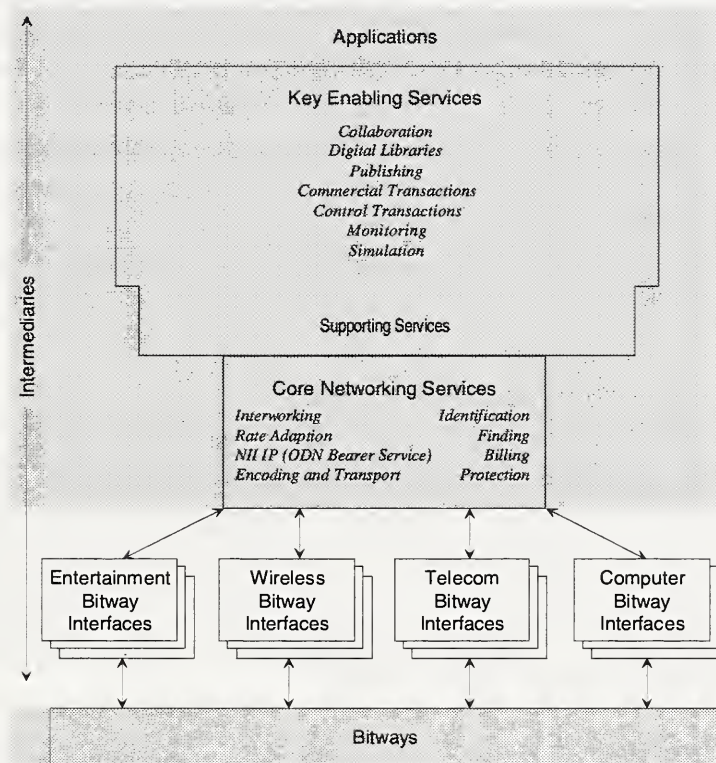 Applications
Key Enabling Services
Collaboration
Digital Libraries
Publishing
Commercial Transactions
Control Transactions
Monitoring
Simulation
Intermediaries
Supporting Services
Core Networking Services
Interworking Identification
Rate Adaption Finding
NII IP (ODN Bearer Service) Billing
Encoding and Transport Protection
Entertainment Bitway Interfaces
Wireless Bitway Interfaces
Telecom Bitway Interfaces
Computer Bitway Interfaces
Bitways